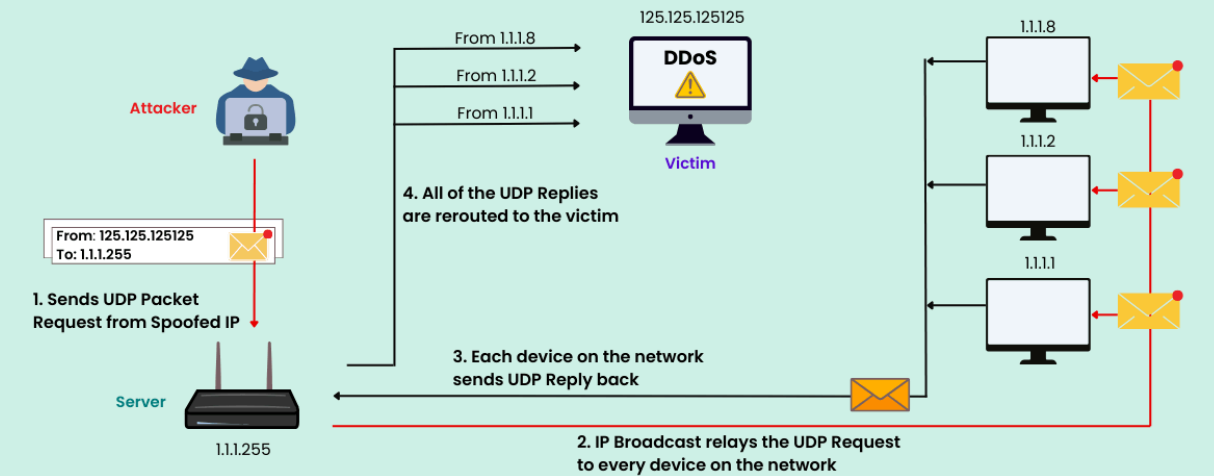 125.125.125125
1.1.1.8
From 1.1.1.8
DDoS
From 1.1.1.2
Attacker
From 1.1.1.1
1.1.1.2
Victim
4. All of the UDP Replies
are rerouted to the victim
From: 125.125.125125
To: 1.1.1.255
1.1.1.1
1. Sends UDP Packet
Request from Spoofed IP
3. Each device on the network
sends UDP Reply back
Server
1.1.1.255
2. IP Broadcast relays the UDP Request
to every device on the network